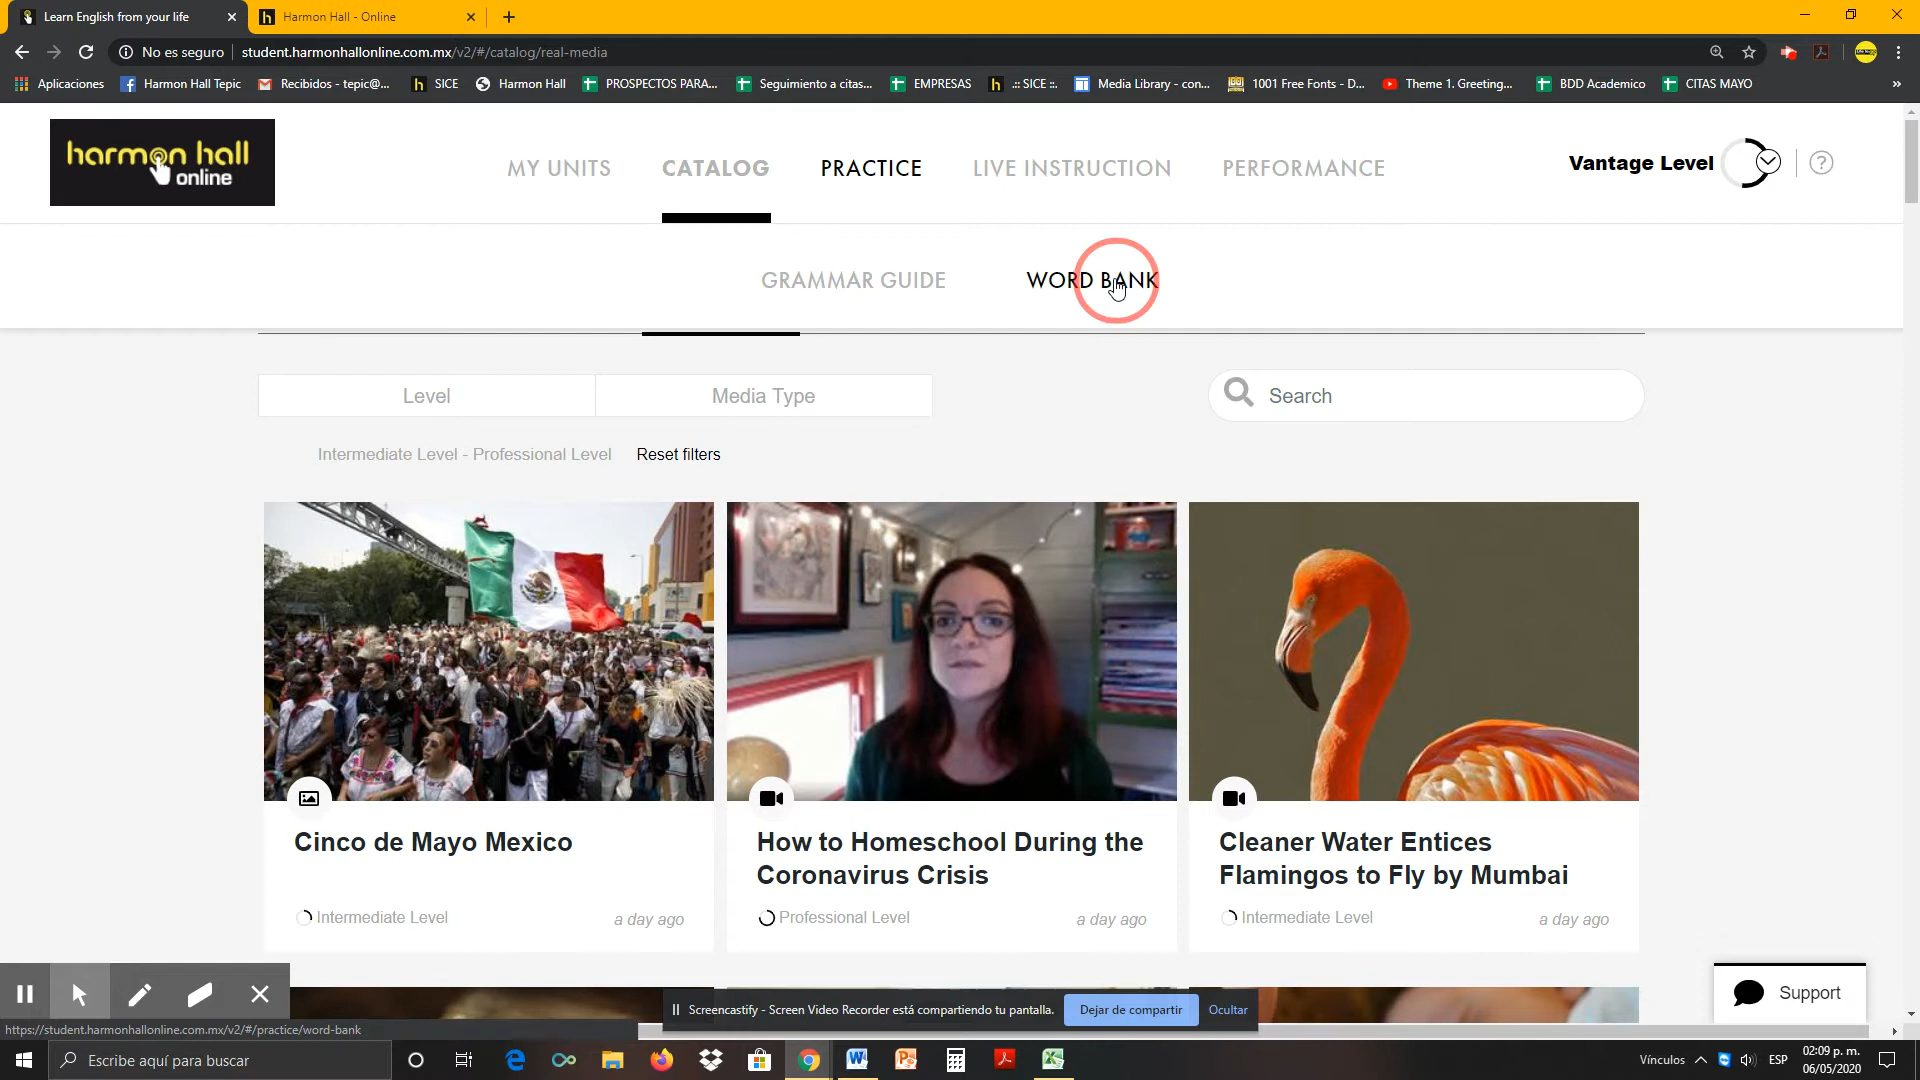 Learn English from your life
Harmon Hall - Online
No es seguro
student.harmonhallonline.com.mx/v2/#/catalog/real-media
Aplicaciones
Harmon Hall Tepic
Recibidos - tepic@...
SICE
Harmon Hall
PROSPECTOS PARA...
Seguimiento a citas...
EMPRESAS
.:: SICE ::.
Media Library - con...
1001 Free Fonts - D...
Theme 1. Greeting...
BDD Academico
CITAS MAYO
»
harmon hall
online
MY UNITS
CATALOG
PRACTICE
LIVE INSTRUCTION
PERFORMANCE
Vantage Level
?
GRAMMAR GUIDE
WORD BANK
Level
Media Type
Search
Intermediate Level - Professional Level
Reset filters
Cinco de Mayo Mexico
Intermediate Level
a day ago
How to Homeschool During the
Coronavirus Crisis
Professional Level
a day ago
Cleaner Water Entices
Flamingos to Fly by Mumbai
Intermediate Level
a day ago
Support
Screencastify - Screen Video Recorder está compartiendo tu pantalla.
Dejar de compartir
Ocultar
https://student.harmonhallonline.com.mx/v2/#/practice/word-bank
Escribe aquí para buscar
Vínculos
ESP
02:09 p. m.
06/05/2020